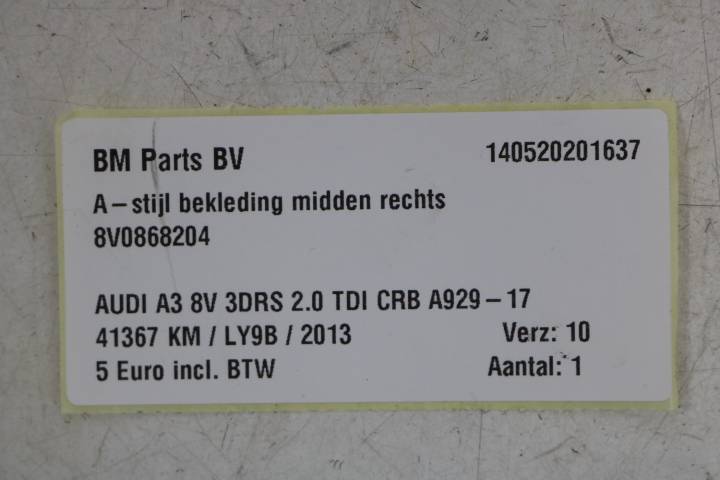 BM Parts BV 140520201637
A-stijl bekleding midden rechts
8V0868204
AUDI A3 8V 3DRS 2.0 TDI CRB A929-17
41367 KM / LY9B / 2013 Verz: 10
5 Euro incl. BTW Aantal: 1